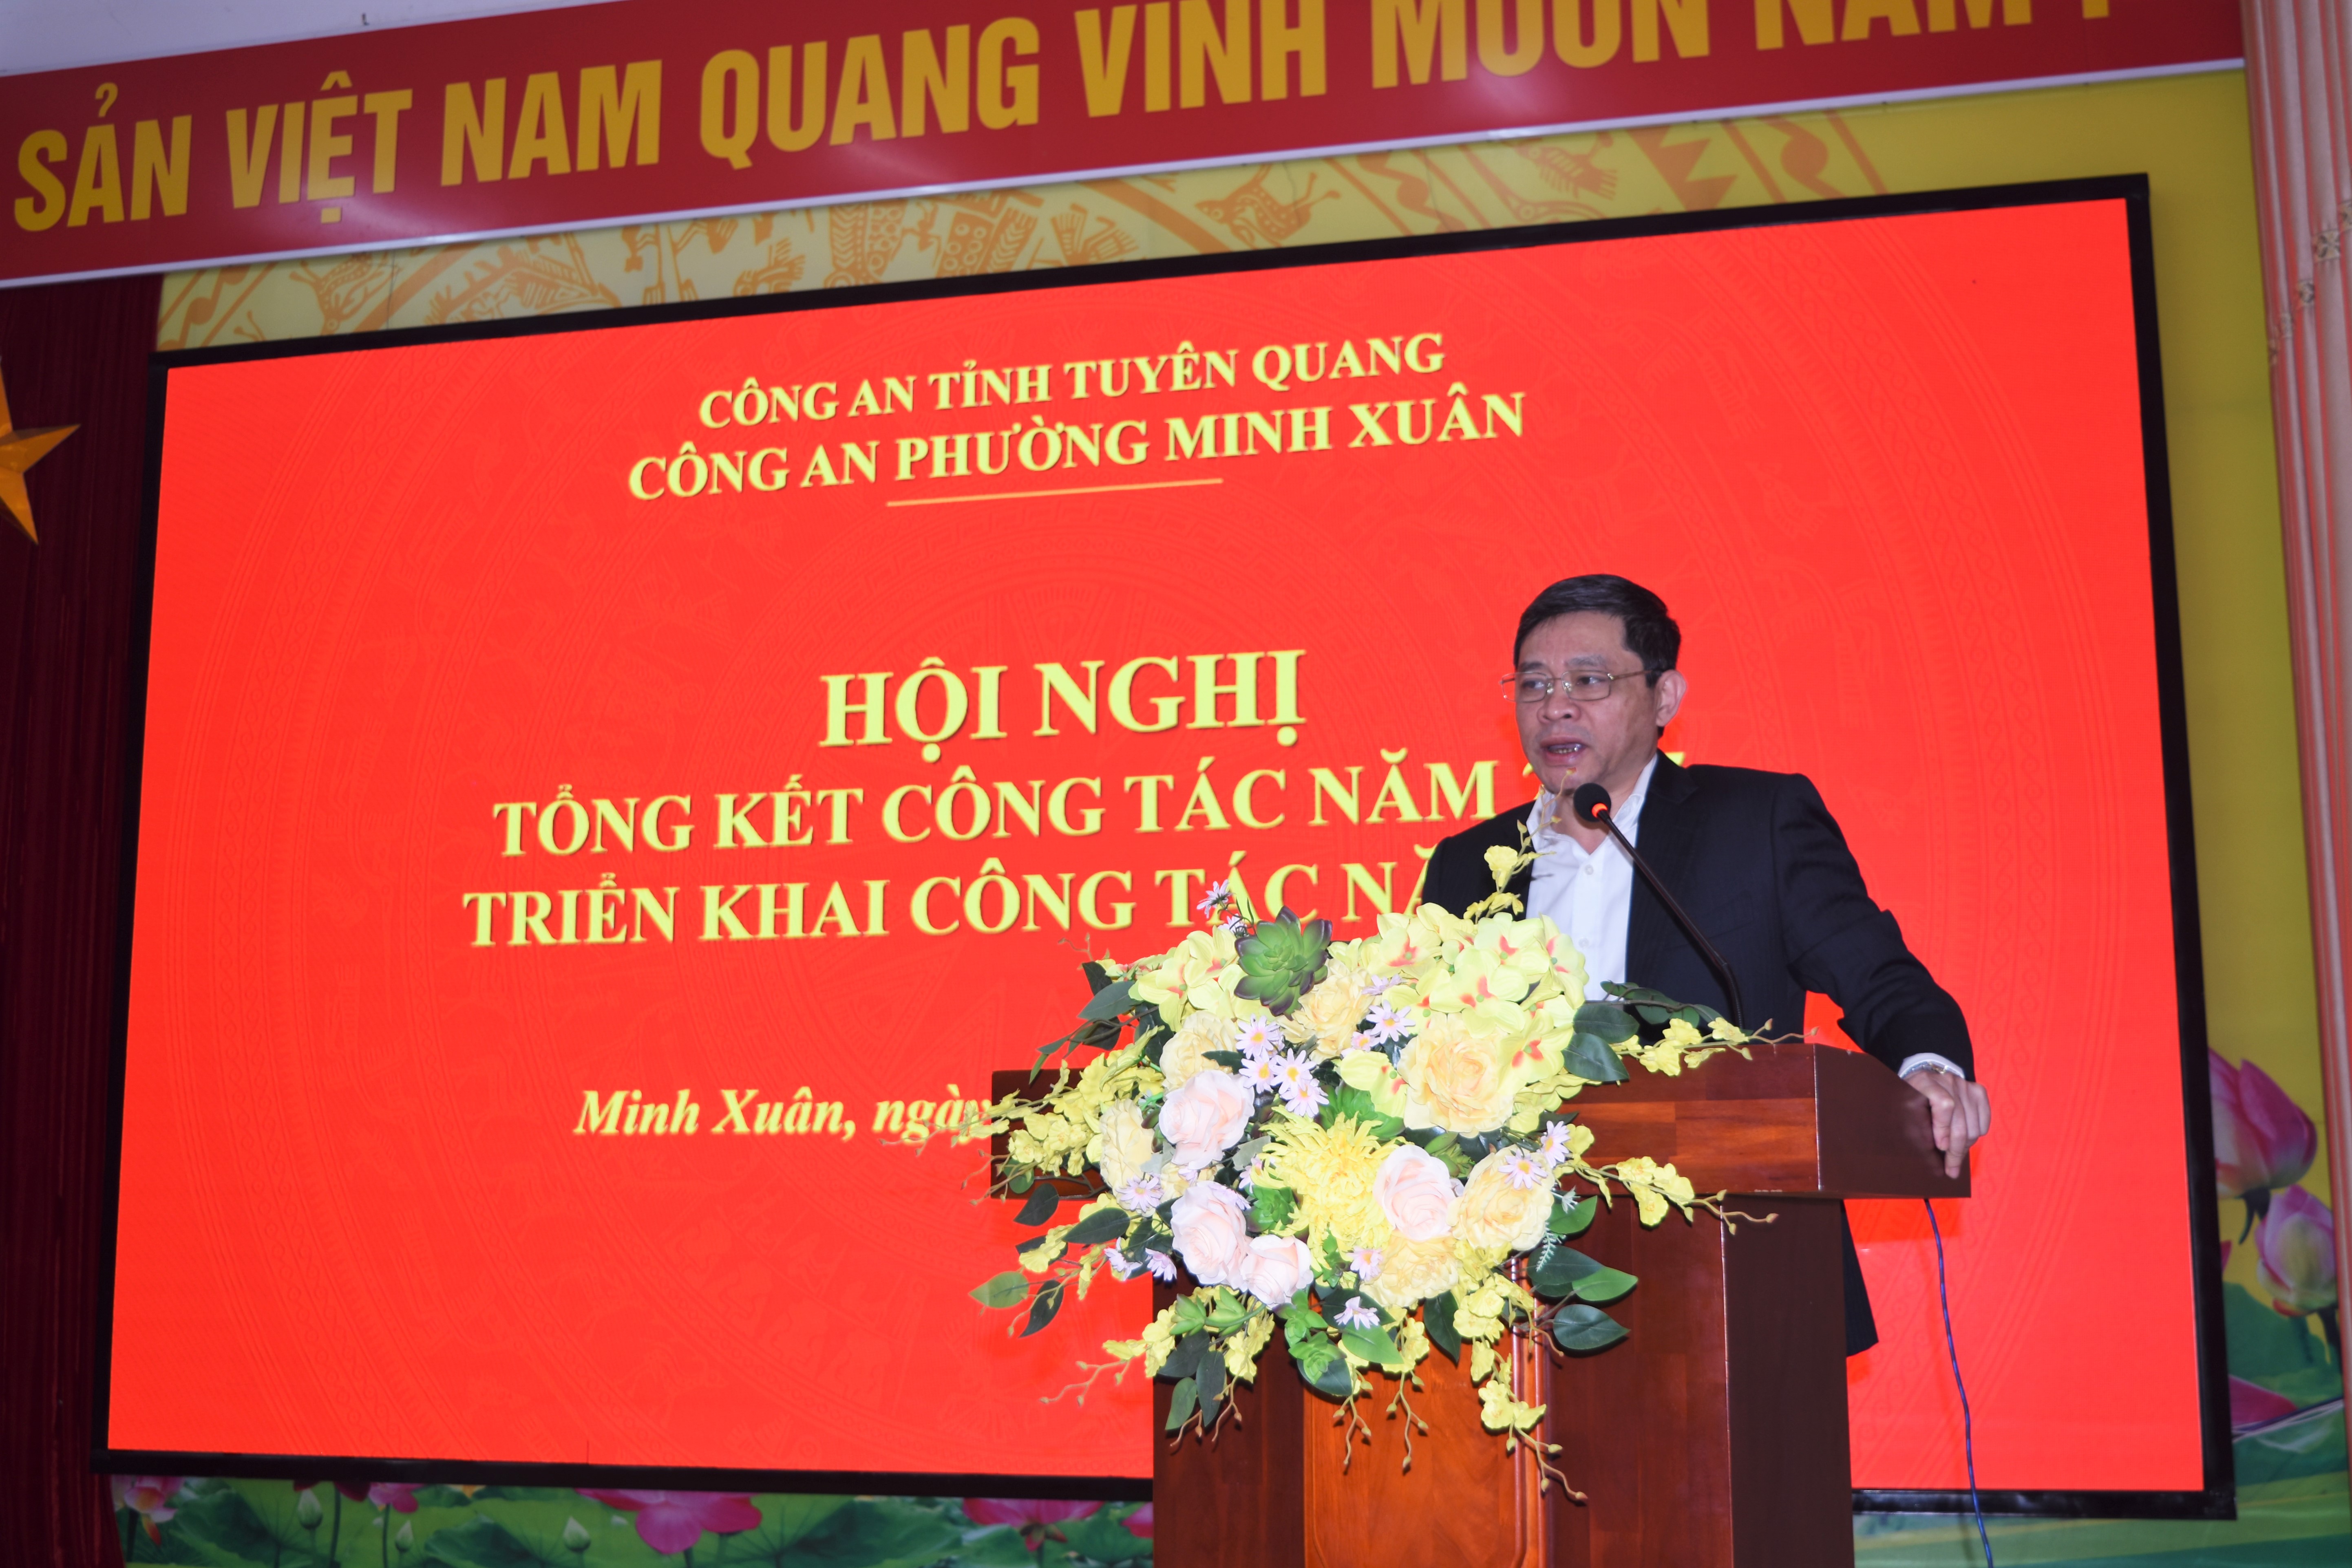 SẢN VIỆT NAM QUANG VINH MUÔN NĂM !
CÔNG AN TỈNH TUYÊN QUANG
CÔNG AN PHƯỜNG MINH XUÂN
HỘI NGHỊ
TỔNG KẾT CÔNG TÁC NĂM
TRIỂN KHAI CÔNG TÁC
Minh Xuân, ngày